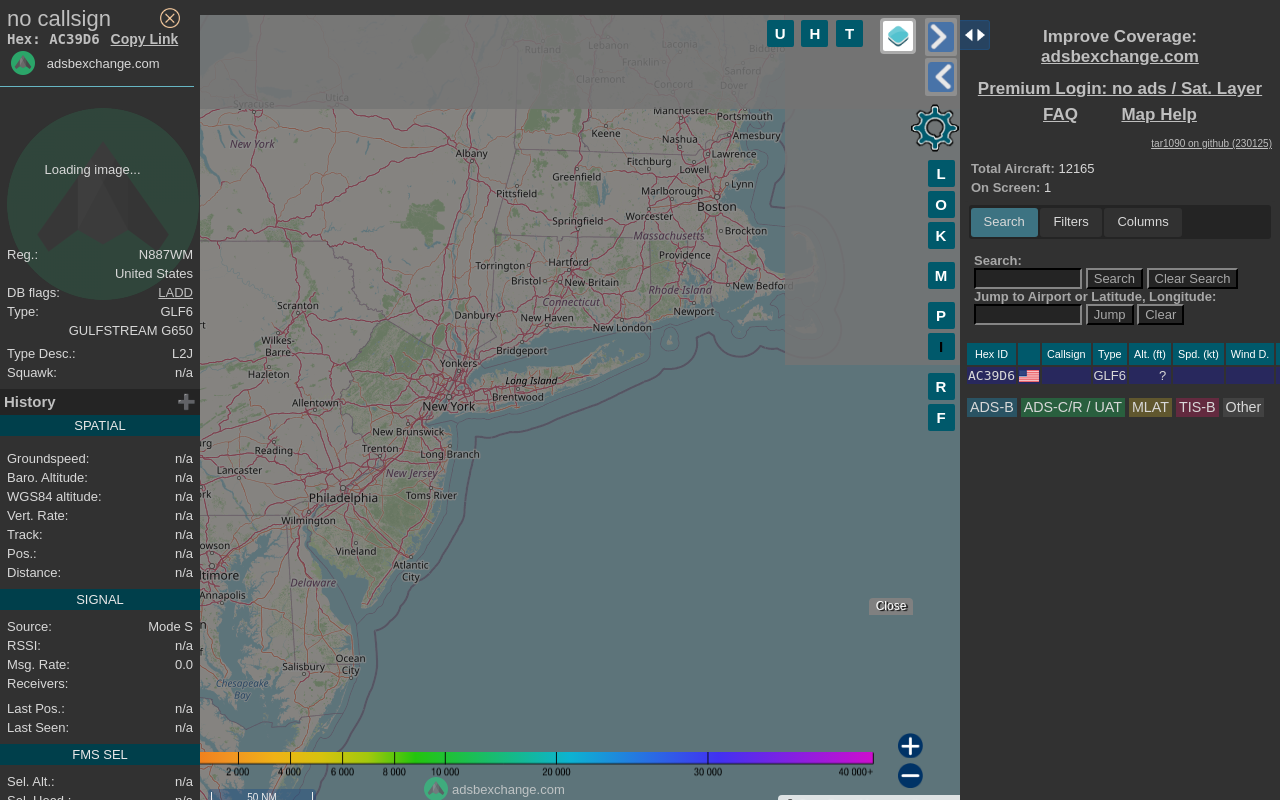 no callsign
Hex: AC39D6 Copy Link
adsbexchange.com
Loading image...
Reg.: N887WM
United States
DB flags: LADD
Type: GLF6
GULFSTREAM G650
Type Desc.: L2J
Squawk: n/a
History
SPATIAL
Groundspeed: n/a
Baro. Altitude: n/a
WGS84 altitude: n/a
Vert. Rate: n/a
Track: n/a
Pos.: n/a
Distance: n/a
SIGNAL
Source: Mode S
RSSI: n/a
Msg. Rate: 0.0
Receivers:
Last Pos.: n/a
Last Seen: n/a
FMS SEL
Sel. Alt.: n/a
Sel. Head.: n/a
U H T
Rutland
Lebanon
Laconia
Franklin
Claremont
Concord
Sanford
Dover
Syracuse
Utica
Manchester
Portsmouth
Keene
Nashua
Amesbury
New York
Albany
Fitchburg
Lawrence
Greenfield
Lowell
Pittsfield
Marlborough
Lynn
Springfield
Worcester
Boston
Massachusetts
Brockton
Torrington
Hartford
Providence
Bristol
New Britain
New Bedford
Connecticut
Rhode Island
Scranton
Danbury
New Haven
New London
Newport
Wilkes-
Barre
Bridgeport
Hazleton
Yonkers
Long Island
Allentown
New York
Brentwood
New Brunswick
Reading
Trenton
Long Branch
Lancaster
New Jersey
Philadelphia
Toms River
Wilmington
Vineland
Atlantic
City
Delaware
Annapolis
Ocean
City
Salisbury
Chesapeake
Bay
L
O
K
M
P
I
R
F
Close
2 000 4 000 6 000 8 000 10 000 20 000 30 000 40 000+
50 NM
adsbexchange.com
Improve Coverage:
adsbexchange.com
Premium Login: no ads / Sat. Layer
FAQ Map Help
tar1090 on github (230125)
Total Aircraft: 12165
On Screen: 1
Search Filters Columns
Search:
Search Clear Search
Jump to Airport or Latitude, Longitude:
Jump Clear
Hex ID Callsign Type Alt. (ft) Spd. (kt) Wind D.
AC39D6 GLF6 ?
ADS-B ADS-C/R / UAT MLAT TIS-B Other